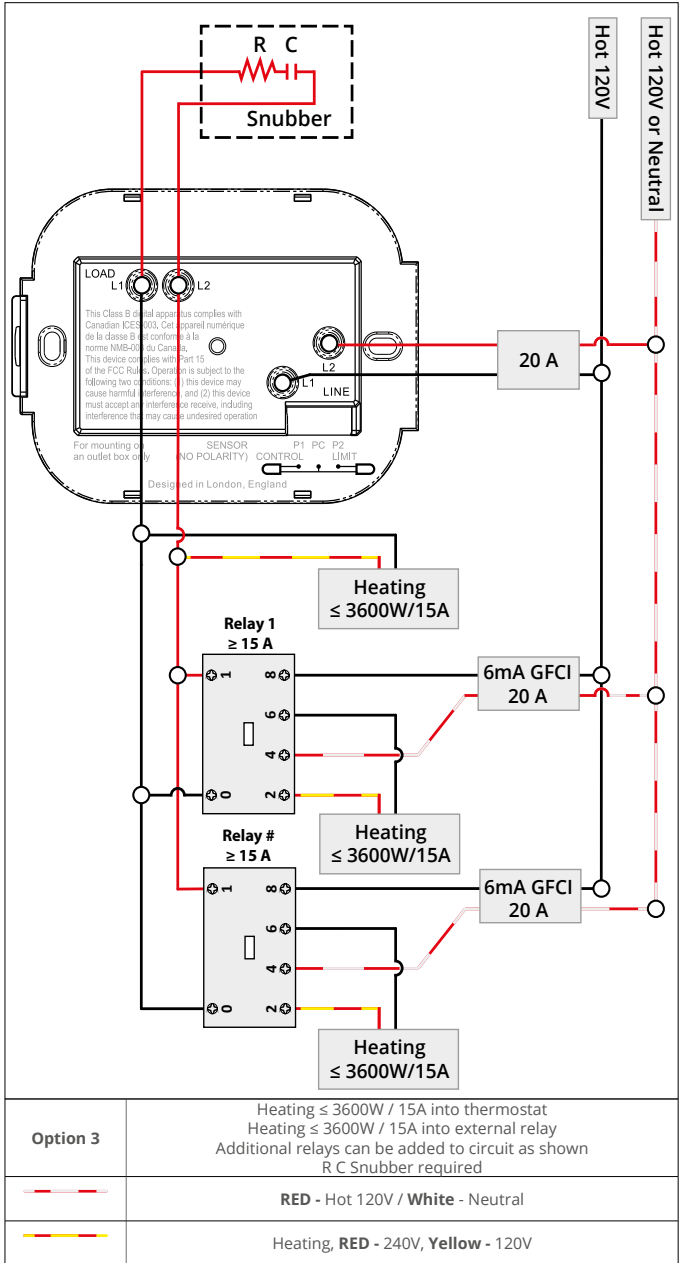 R C
Snubber
Hot 120V
Hot 120V or Neutral
LOAD
L1
L2
This Class B digital apparatus complies with
Canadian ICES-003, Cet appareil numérique
de la classe B est conforme à la
norme NMB-003 du Canada,
This device complies with Part 15
of the FCC Rules. Operation is subject to the
following two conditions: (1) this device may
cause harmful interference, and (2) this device
must accept any interference receive, including
interference that may cause undesired operation
L2
L1
LINE
20 A
For mounting on
an outlet box only
SENSOR
(NO POLARITY)
P1 PC P2
CONTROL LIMIT
Designed in London, England
Heating
≤ 3600W/15A
Relay 1
≥ 15 A
1
0
8
6
4
2
6mA GFCI
20 A
Heating
≤ 3600W/15A
Relay #
≥ 15 A
1
0
8
6
4
2
6mA GFCI
20 A
Heating
≤ 3600W/15A
Option 3
Heating ≤ 3600W / 15A into thermostat
Heating ≤ 3600W / 15A into external relay
Additional relays can be added to circuit as shown
R C Snubber required
RED - Hot 120V / White - Neutral
Heating, RED - 240V, Yellow - 120V